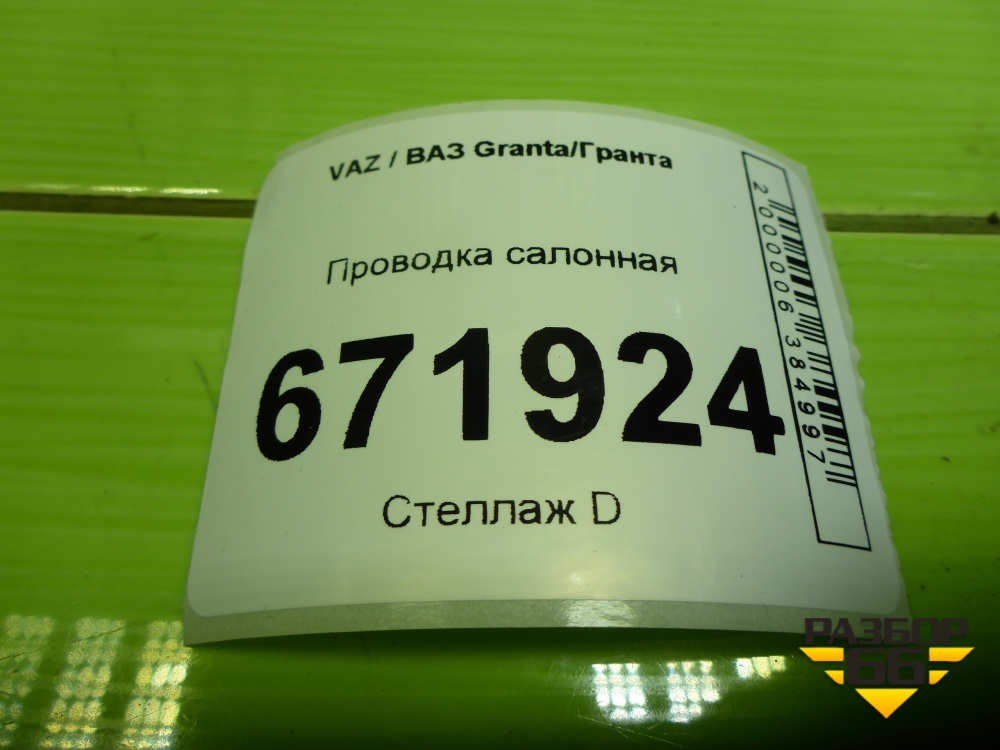 VAZ / ВАЗ Granta/Гранта
Проводка салонная
671924
Стеллаж D
2000006384997
РАЗБОР
66